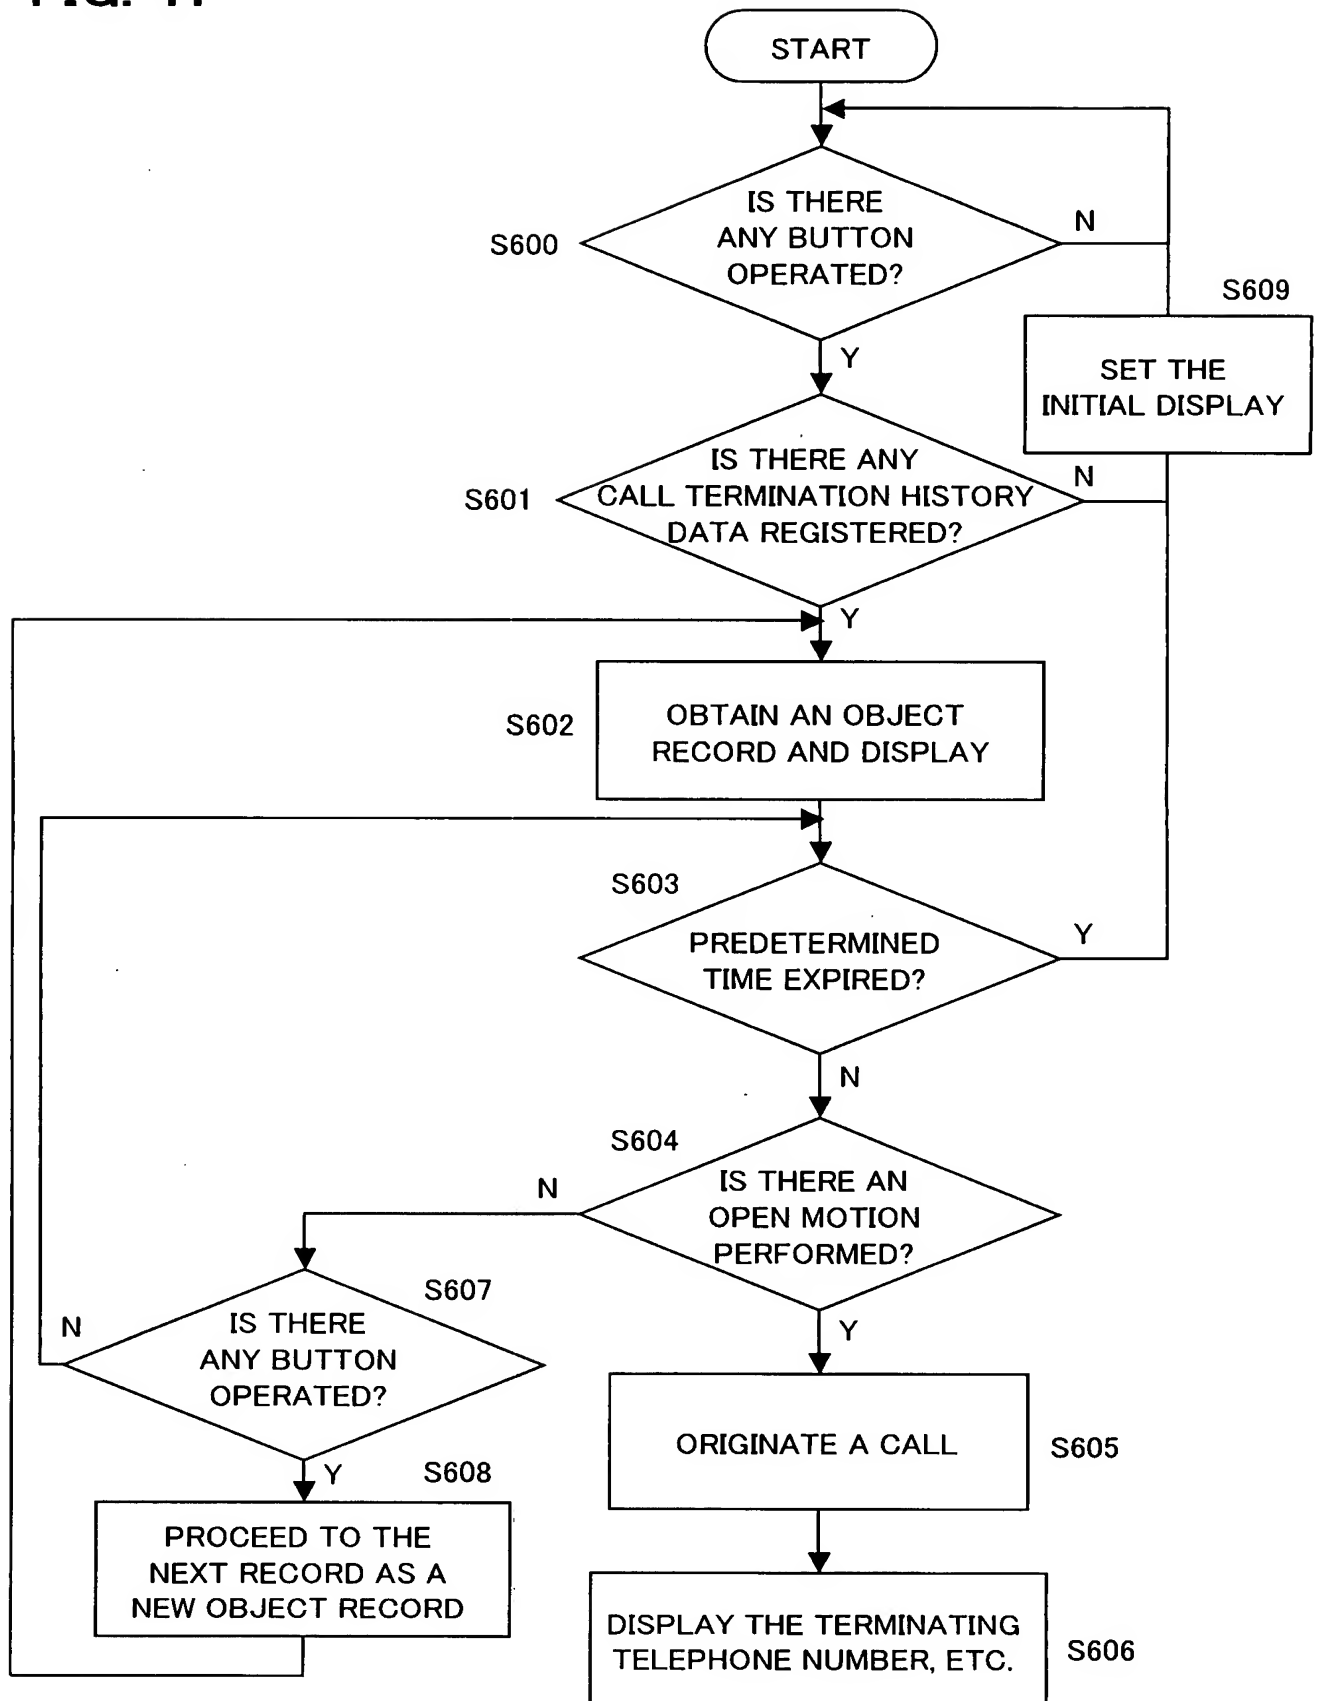 START
IS THERE
ANY BUTTON
OPERATED?
S600
N
Y
S609
SET THE
INITIAL DISPLAY
IS THERE ANY
CALL TERMINATION HISTORY
DATA REGISTERED?
S601
N
Y
S602
OBTAIN AN OBJECT
RECORD AND DISPLAY
S603
PREDETERMINED
TIME EXPIRED?
Y
N
S604
IS THERE AN
OPEN MOTION
PERFORMED?
N
Y
S607
IS THERE
ANY BUTTON
OPERATED?
N
Y
S608
PROCEED TO THE
NEXT RECORD AS A
NEW OBJECT RECORD
ORIGINATE A CALL
S605
DISPLAY THE TERMINATING
TELEPHONE NUMBER, ETC.
S606